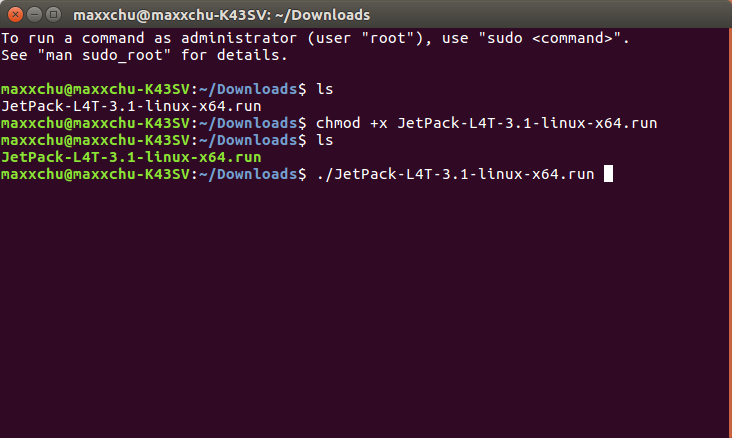 maxxchu@maxxchu-K43SV: ~/Downloads
To run a command as administrator (user "root"), use "sudo <command>".
See "man sudo_root" for details.
maxxchu@maxxchu-K43SV:~/Downloads$ ls
JetPack-L4T-3.1-linux-x64.run
maxxchu@maxxchu-K43SV:~/Downloads$ chmod +x JetPack-L4T-3.1-linux-x64.run
maxxchu@maxxchu-K43SV:~/Downloads$ ls
JetPack-L4T-3.1-linux-x64.run
maxxchu@maxxchu-K43SV:~/Downloads$ ./JetPack-L4T-3.1-linux-x64.run